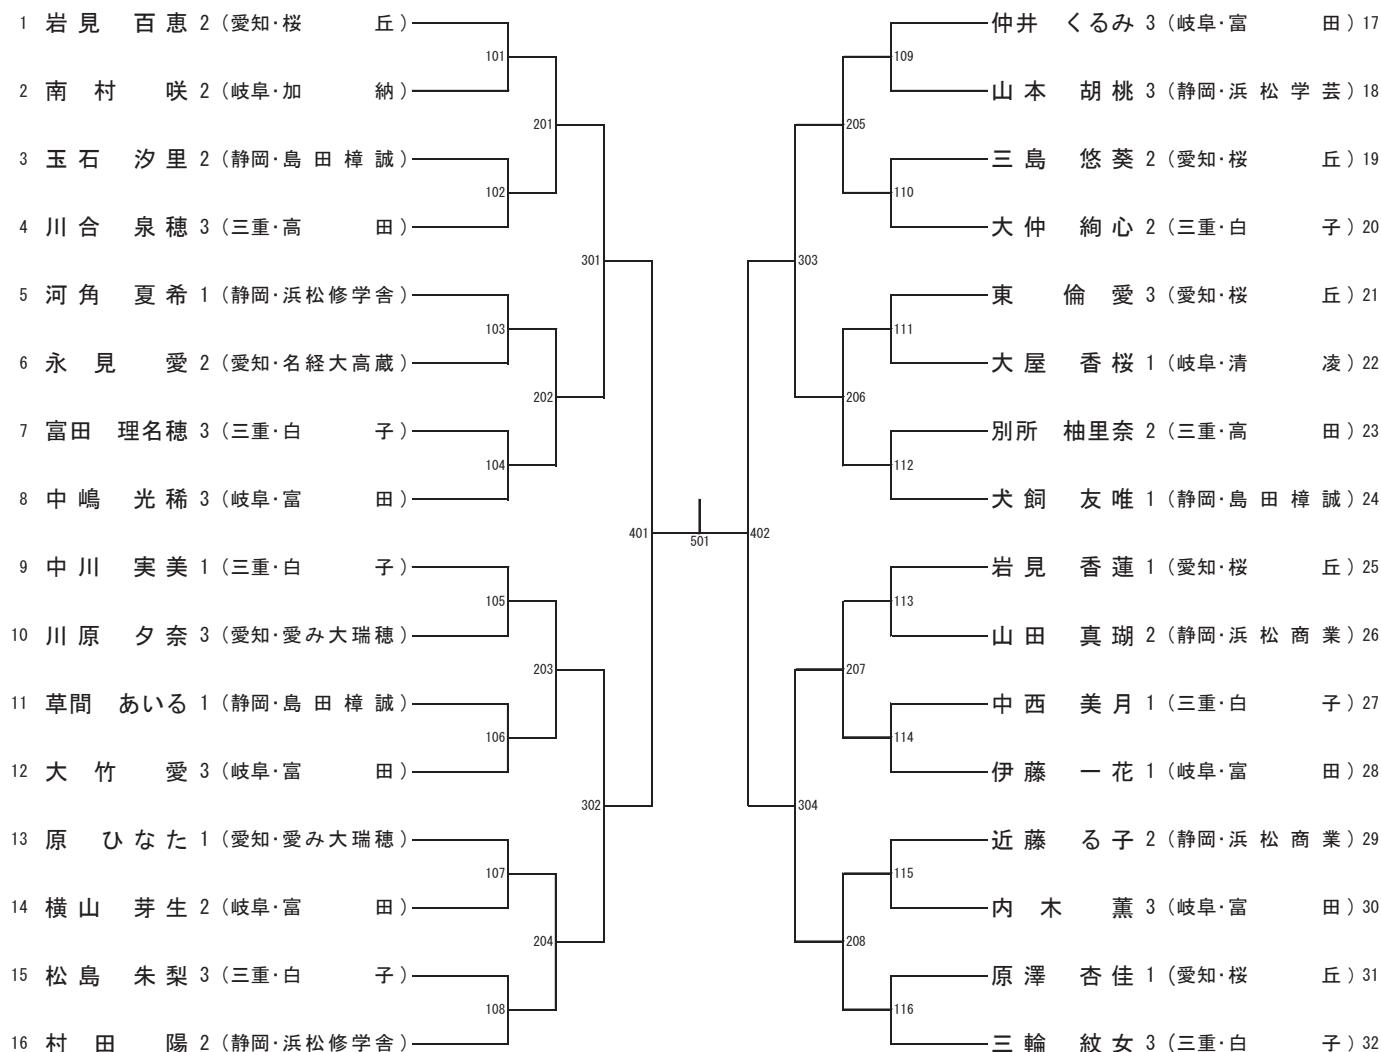 1 岩見 百恵 2 (愛知・桜丘)
2 南村 咲 2 (岐阜・加納)
3 玉石 汐里 2 (静岡・島田樟誠)
4 川合 泉穂 3 (三重・高田)
5 河角 夏希 1 (静岡・浜松修学舎)
6 永見 愛 2 (愛知・名経大高蔵)
7 富田 理名穂 3 (三重・白子)
8 中嶋 光稀 3 (岐阜・富田)
9 中川 実美 1 (三重・白子)
10 川原 夕奈 3 (愛知・愛み大瑞穂)
11 草間 あいる 1 (静岡・島田樟誠)
12 大竹 愛 3 (岐阜・富田)
13 原 ひなた 1 (愛知・愛み大瑞穂)
14 横山 芽生 2 (岐阜・富田)
15 松島 朱梨 3 (三重・白子)
16 村田 陽 2 (静岡・浜松修学舎)
101
102
103
104
105
106
107
108
201
202
203
204
301
302
401
501
402
303
304
205
206
207
208
109
110
111
112
113
114
115
116
仲井 くるみ 3 (岐阜・富田) 17
山本 胡桃 3 (静岡・浜松学芸) 18
三島 悠葵 2 (愛知・桜丘) 19
大仲 絢心 2 (三重・白子) 20
東 倫愛 3 (愛知・桜丘) 21
大屋 香桜 1 (岐阜・清凌) 22
別所 柚里奈 2 (三重・高田) 23
犬飼 友唯 1 (静岡・島田樟誠) 24
岩見 香蓮 1 (愛知・桜丘) 25
山田 真瑚 2 (静岡・浜松商業) 26
中西 美月 1 (三重・白子) 27
伊藤 一花 1 (岐阜・富田) 28
近藤 る子 2 (静岡・浜松商業) 29
内木 薫 3 (岐阜・富田) 30
原澤 杏佳 1 (愛知・桜丘) 31
三輪 紋女 3 (三重・白子) 32